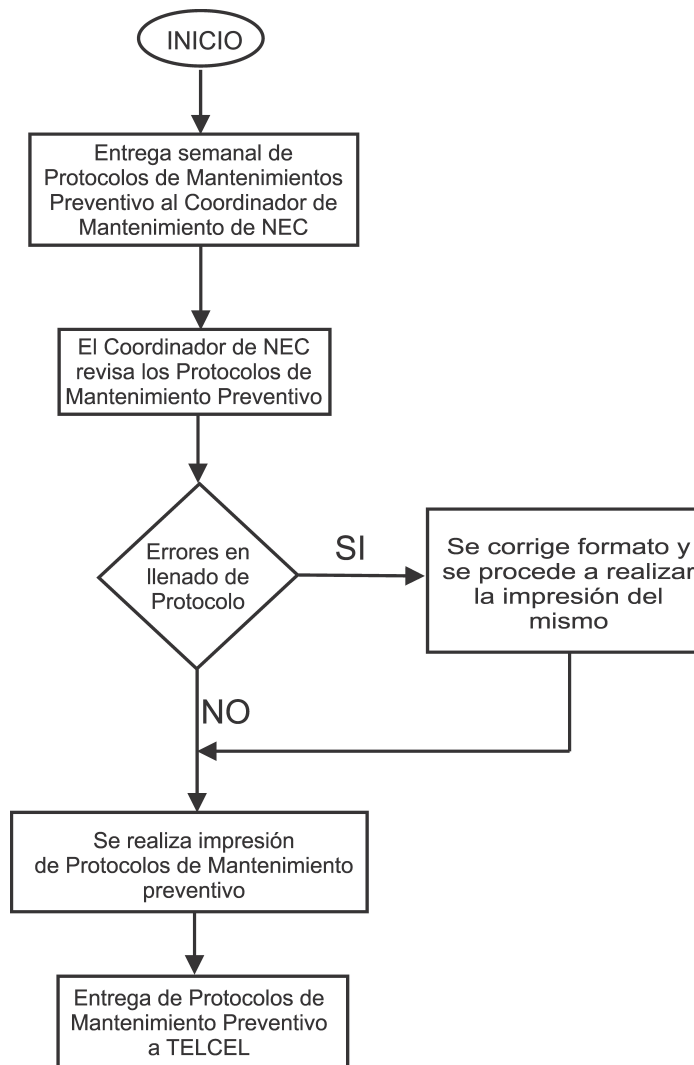 INICIO
Entrega semanal de
Protocolos de Mantenimientos
Preventivo al Coordinador de
Mantenimiento de NEC
El Coordinador de NEC
revisa los Protocolos de
Mantenimiento Preventivo
Errores en
llenado de
Protocolo
SI
Se corrige formato y
se procede a realizar
la impresión del
mismo
NO
Se realiza impresión
de Protocolos de Mantenimiento
preventivo
Entrega de Protocolos de
Mantenimiento Preventivo
a TELCEL